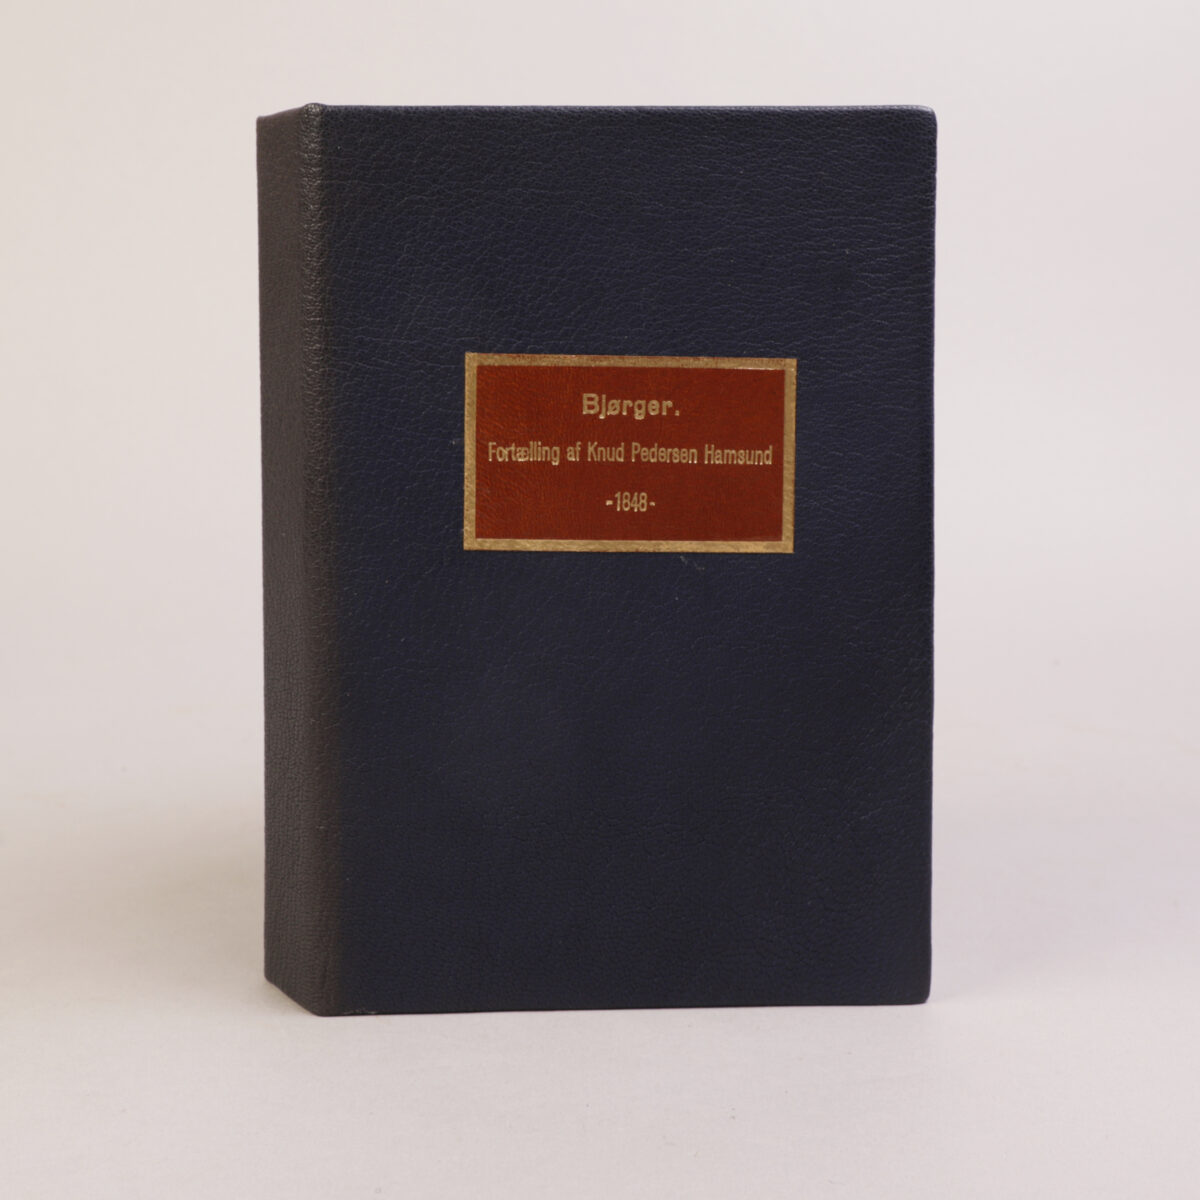 Bjørger.
Fortælling af Knud Pedersen Hamsund
-1848-